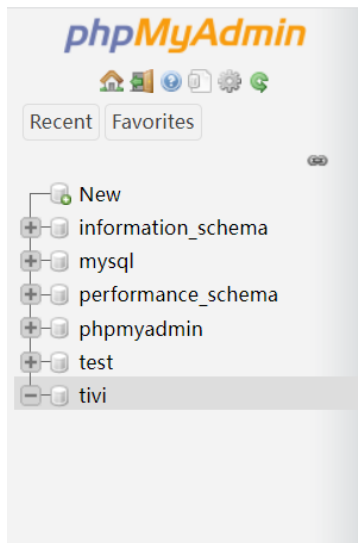 phpMyAdmin
Recent Favorites
New
information_schema
mysql
performance_schema
phpmyadmin
test
tivi